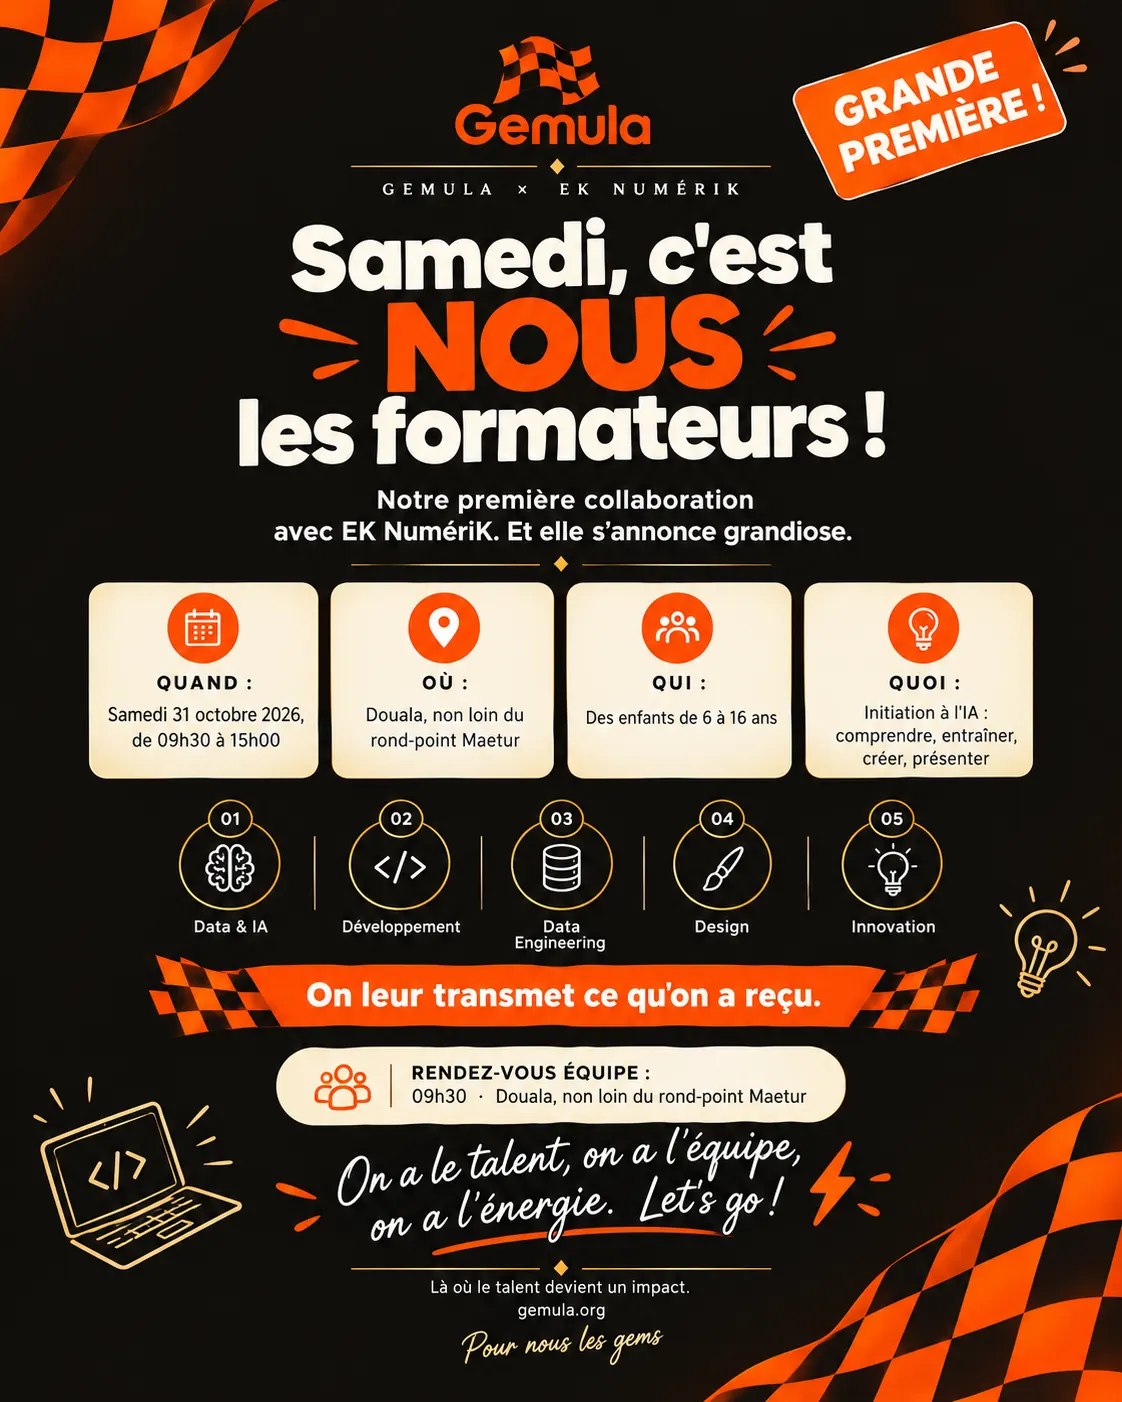 Gemula
GRANDE
PREMIÈRE !
GEMULA × EK NUMÉRIK
Samedi, c'est
NOUS
les formateurs !
Notre première collaboration
avec EK NumériK. Et elle s’annonce grandiose.
QUAND :
Samedi 31 octobre 2026,
de 09h30 à 15h00
OÙ :
Douala, non loin du
rond-point Maetur
QUI :
Des enfants de 6 à 16 ans
QUOI :
Initiation à l'IA :
comprendre, entraîner,
créer, présenter
01
Data & IA
02
</>
Développement
03
Data
Engineering
04
Design
05
Innovation
On leur transmet ce qu’on a reçu.
RENDEZ-VOUS ÉQUIPE :
09h30 · Douala, non loin du rond-point Maetur
</>
On a le talent, on a l'équipe,
on a l'énergie. Let's go !
Là où le talent devient un impact.
gemula.org
Pour nous les gems